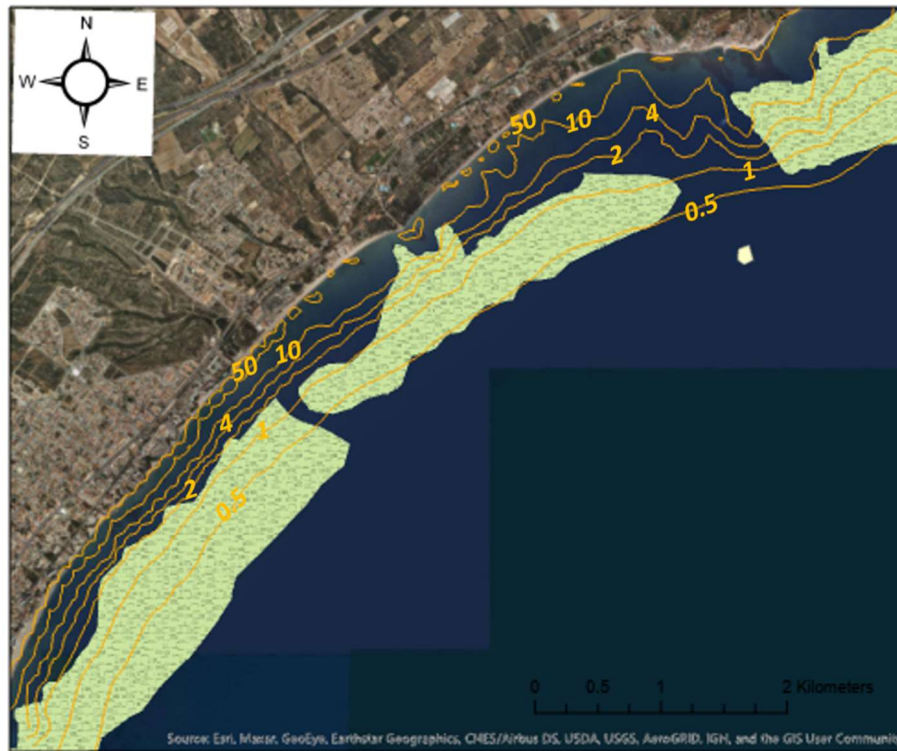 N
W E
S
50
10
4
2
1
0.5
50
10
4
1
2
0.5
0 0.5 1 2 Kilometers
Source: Esri, Maxar, GeoEye, Earthstar Geographics, CNES/Airbus DS, USDA, USGS, AeroGRID, IGN, and the GIS User Communit